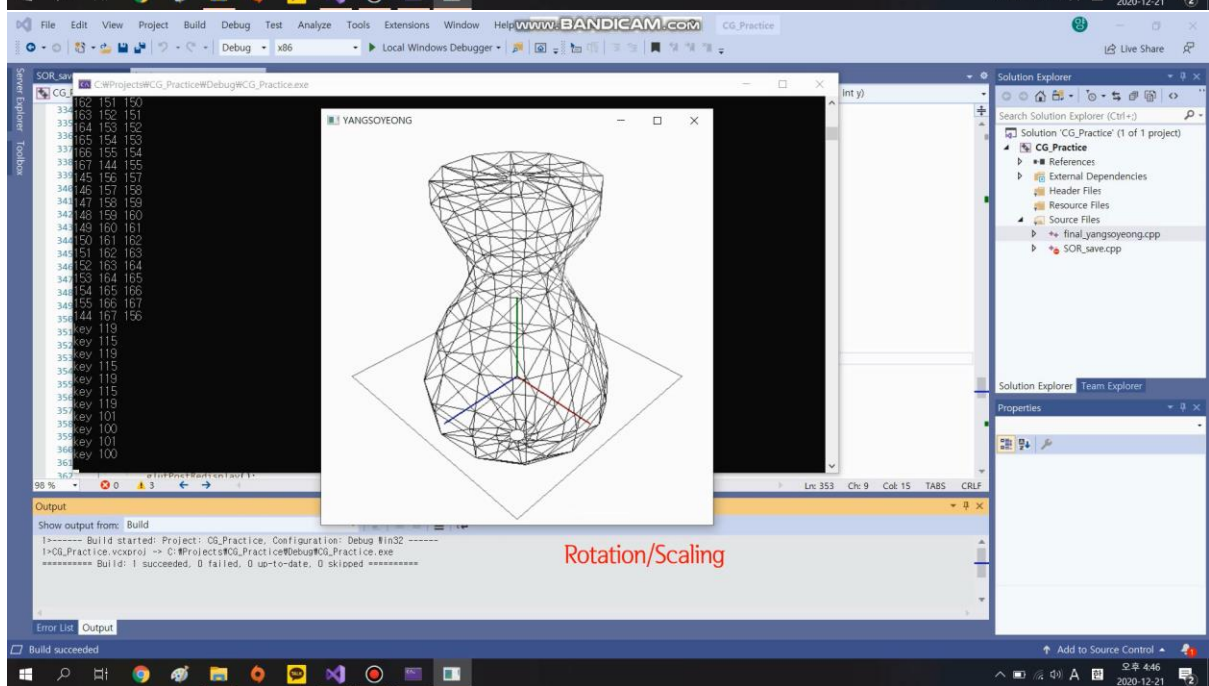 2020-12-21
File Edit View Project Build Debug Test Analyze Tools Extensions Window Help WWW.BANDICAM.COM CG_Practice
Debug x86 Local Windows Debugger Live Share
Server Explorer
Toolbox
SOR_sav
C:₩Projects₩CG_Practice₩Debug₩CG_Practice.exe
int y)
162 151 150
163 152 151
164 153 152
165 154 153
166 155 154
167 144 155
145 156 157
146 157 158
147 158 159
148 159 160
149 160 161
150 161 162
151 162 163
152 163 164
153 164 165
154 165 166
155 166 167
144 167 156
key 119
key 115
key 119
key 115
key 119
key 115
key 119
key 101
key 100
key 101
key 100
YANGSOYEONG
Solution Explorer
Search Solution Explorer (Ctrl+;)
Solution 'CG_Practice' (1 of 1 project)
CG_Practice
References
External Dependencies
Header Files
Resource Files
Source Files
final_yangsoyeong.cpp
SOR_save.cpp
Solution Explorer Team Explorer
Properties
98 % 0 3 Ln: 353 Ch: 9 Col: 15 TABS CRLF
Output
Show output from: Build
1>------ Build started: Project: CG_Practice, Configuration: Debug Win32 ------
1>CG_Practice.vcxproj -> C:₩Projects₩CG_Practice₩Debug₩CG_Practice.exe
========== Build: 1 succeeded, 0 failed, 0 up-to-date, 0 skipped ==========
Rotation/Scaling
Error List Output
Build succeeded Add to Source Control
A 오후 4:46
2020-12-21